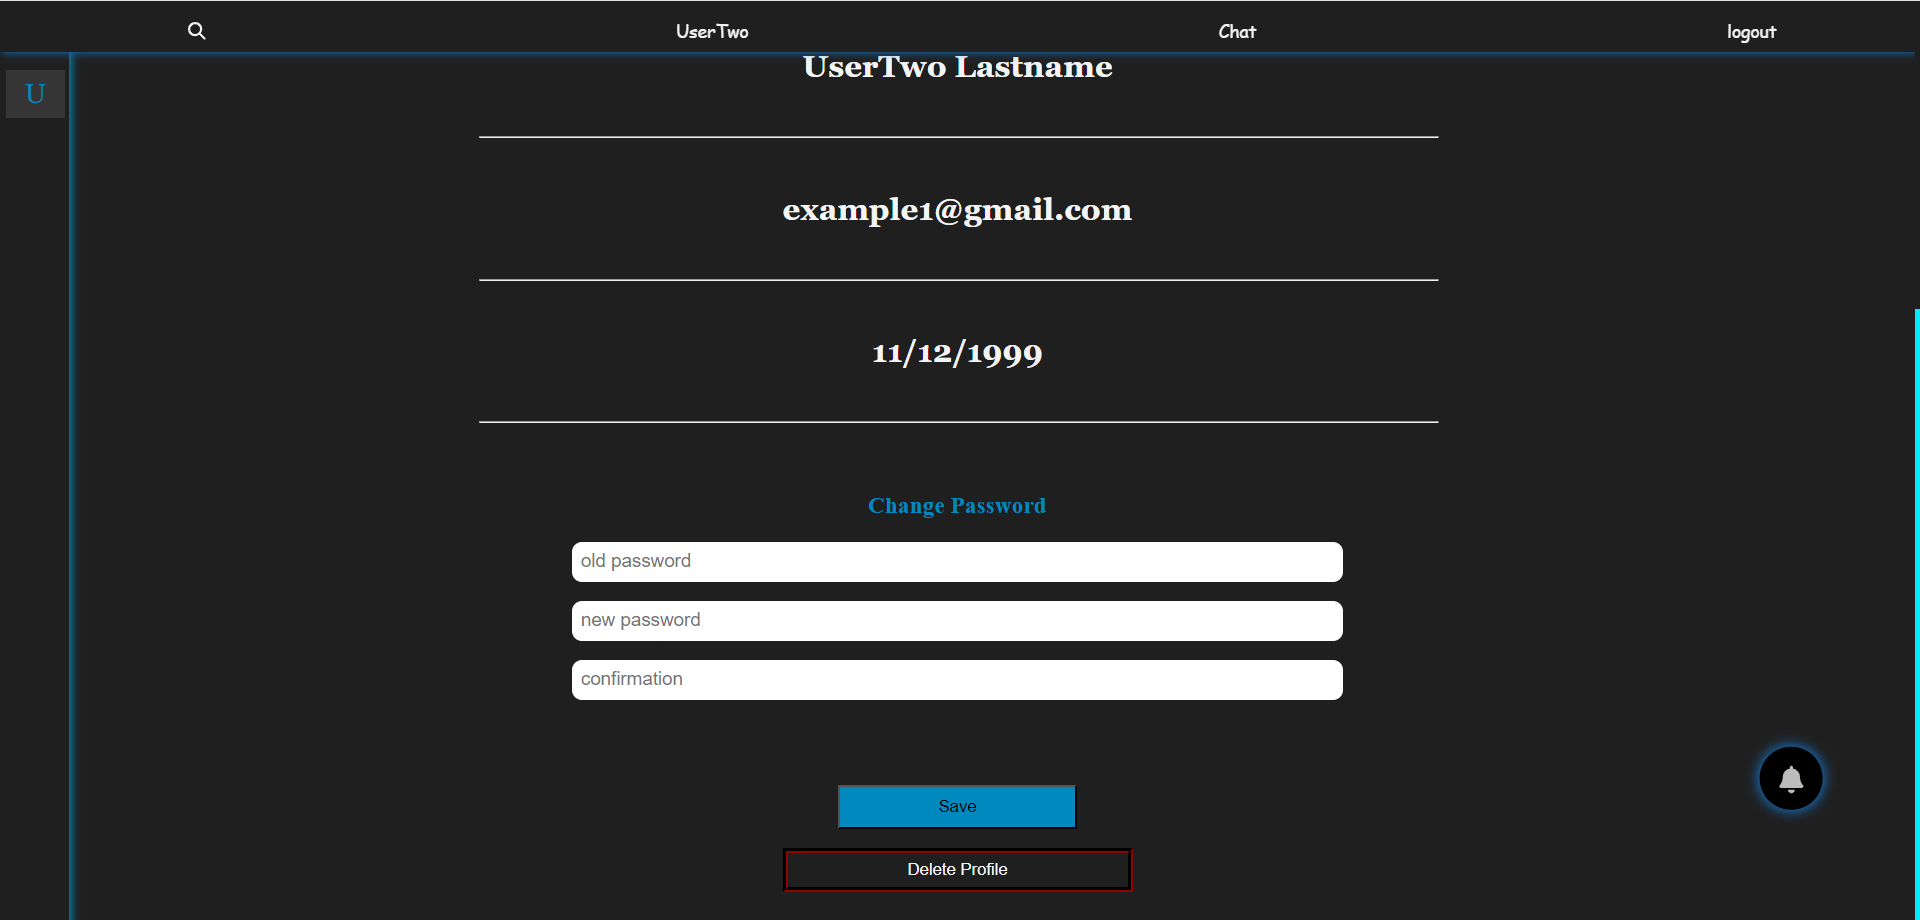 UserTwo
Chat
logout
U
UserTwo Lastname
example1@gmail.com
11/12/1999
Change Password
old password
new password
confirmation
Save
Delete Profile